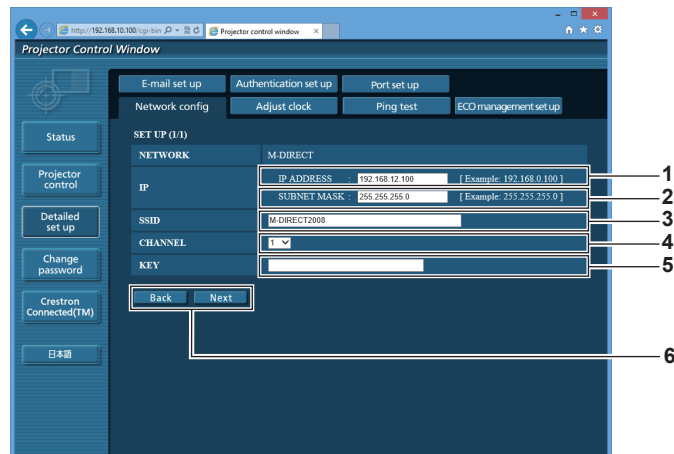 http://192.168.10.100/cgi-bin
Projector control window
Projector Control Window
E-mail set up
Authentication set up
Port set up
Network config
Adjust clock
Ping test
ECO management set up
Status
Projector
control
Detailed
set up
Change
password
Crestron
Connected(TM)
日本語
SET UP (1/1)
NETWORK M-DIRECT
IP
IP ADDRESS : 192.168.12.100 [ Example: 192.168.0.100 ]
1
SUBNET MASK : 255.255.255.0 [ Example: 255.255.255.0 ]
2
SSID M-DIRECT2008
3
CHANNEL 1
4
KEY
5
Back Next
6